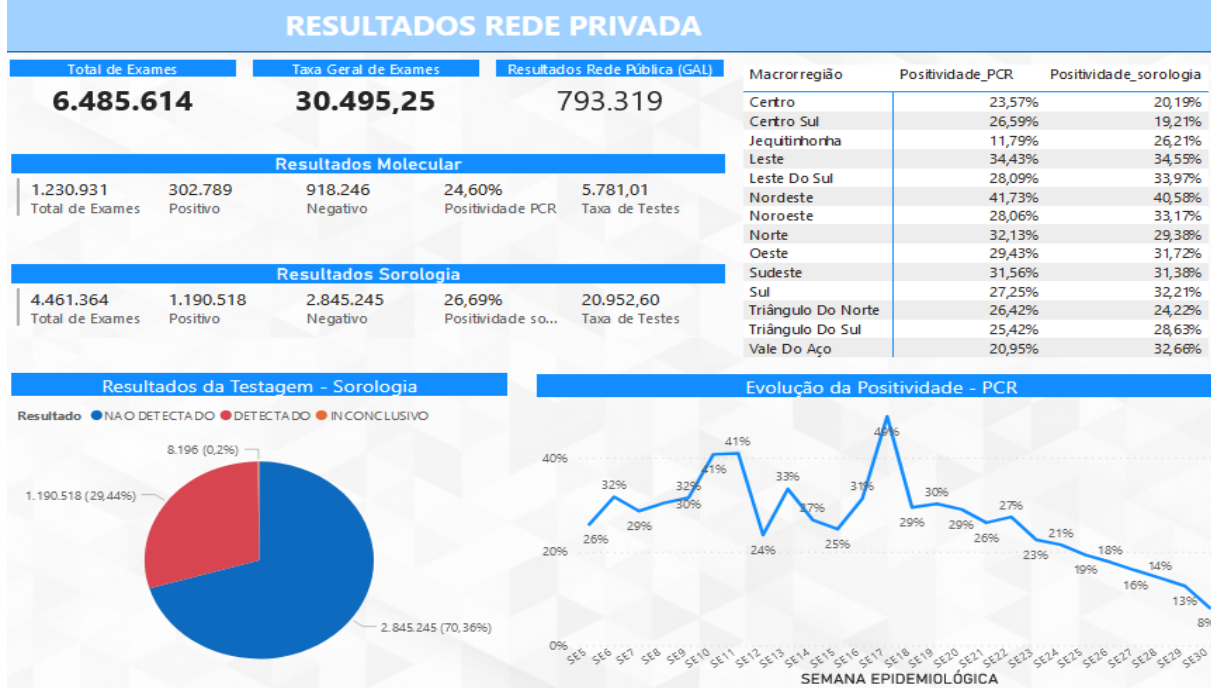 RESULTADOS REDE PRIVADA
Total de Exames
6.485.614
Taxa Geral de Exames
30.495,25
Resultados Rede Pública (GAL)
793.319
Resultados Molecular
1.230.931 302.789 918.246 24,60% 5.781,01
Total de Exames Positivo Negativo Positividade PCR Taxa de Testes
Resultados Sorologia
4.461.364 1.190.518 2.845.245 26,69% 20.952,60
Total de Exames Positivo Negativo Positividade so... Taxa de Testes
Macrorregião Positividade_PCR Positividade_sorologia
Centro 23,57% 20,19%
Centro Sul 26,59% 19,21%
Jequitinhonha 11,79% 26,21%
Leste 34,43% 34,55%
Leste Do Sul 28,09% 33,97%
Nordeste 41,73% 40,58%
Noroeste 28,06% 33,17%
Norte 32,13% 29,38%
Oeste 29,43% 31,72%
Sudeste 31,56% 31,38%
Sul 27,25% 32,21%
Triângulo Do Norte 26,42% 24,22%
Triângulo Do Sul 25,42% 28,63%
Vale Do Aço 20,95% 32,66%
Resultados da Testagem - Sorologia
Resultado NAO DETECTADO DETECTADO INCONCLUSIVO
8.196 (0,2%)
1.190.518 (29,44%)
2.845.245 (70,36%)
Evolução da Positividade - PCR
40%
20%
0%
26% 32% 29% 30% 32% 41% 41% 24% 33% 27% 25% 31% 49% 29% 30% 29% 26% 27% 23% 21% 19% 18% 16% 14% 13% 8%
SE5 SE6 SE7 SE8 SE9 SE10 SE11 SE12 SE13 SE14 SE15 SE16 SE17 SE18 SE19 SE20 SE21 SE22 SE23 SE24 SE25 SE26 SE27 SE28 SE29 SE30
SEMANA EPIDEMIOLÓGICA